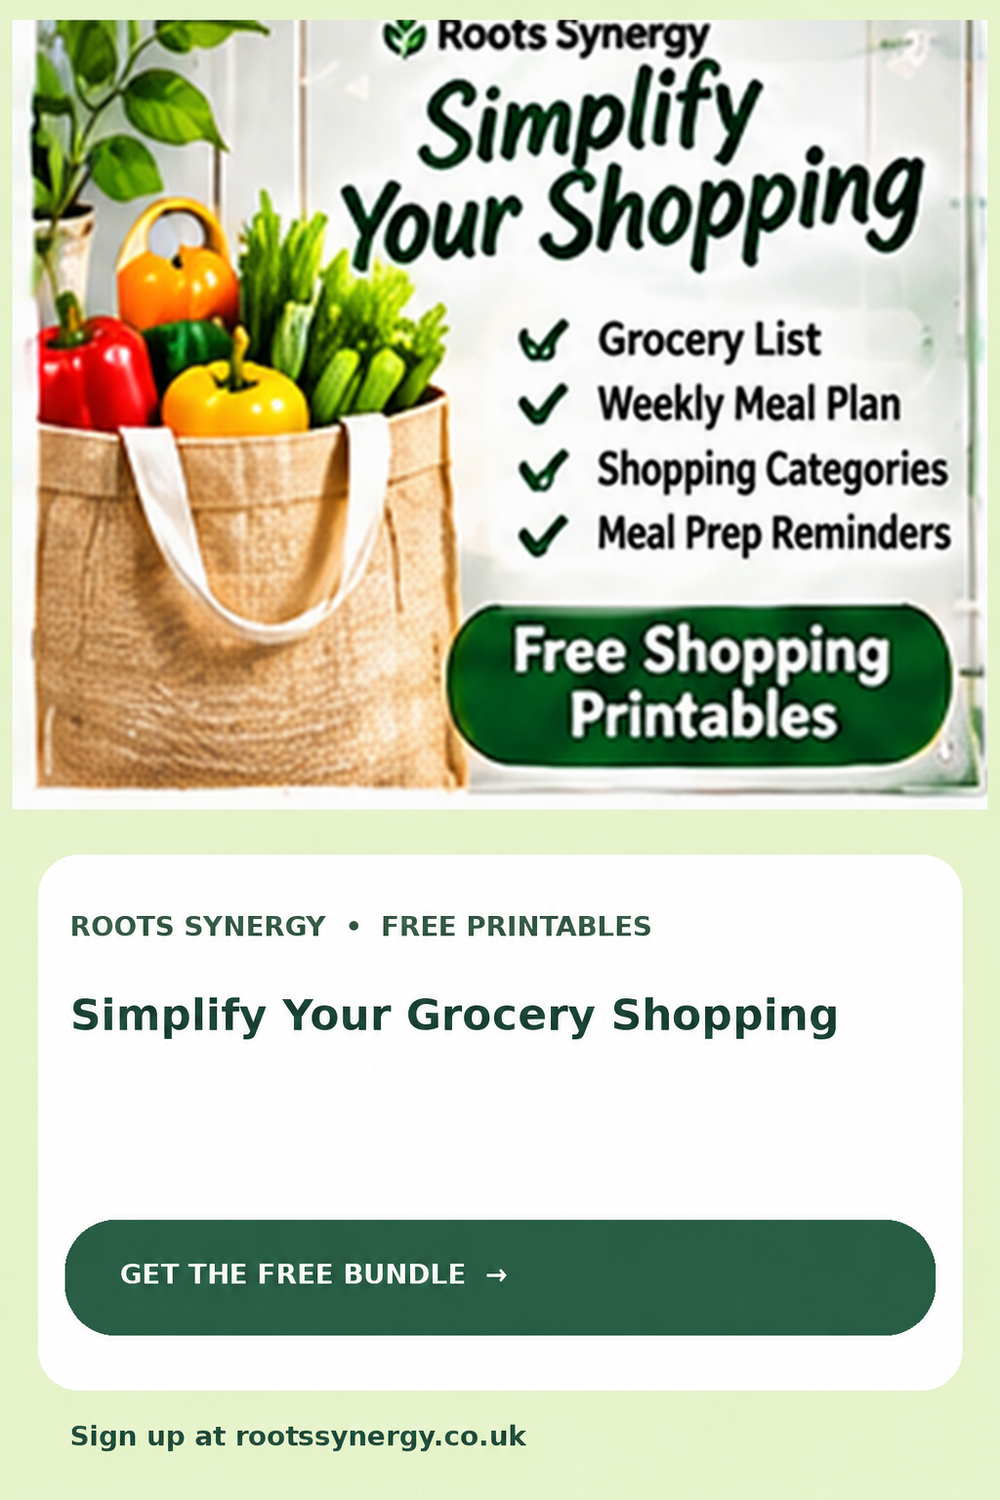 Roots Synergy
Simplify
Your Shopping
Grocery List
Weekly Meal Plan
Shopping Categories
Meal Prep Reminders
Free Shopping
Printables
ROOTS SYNERGY • FREE PRINTABLES
Simplify Your Grocery Shopping
GET THE FREE BUNDLE →
Sign up at rootssynergy.co.uk